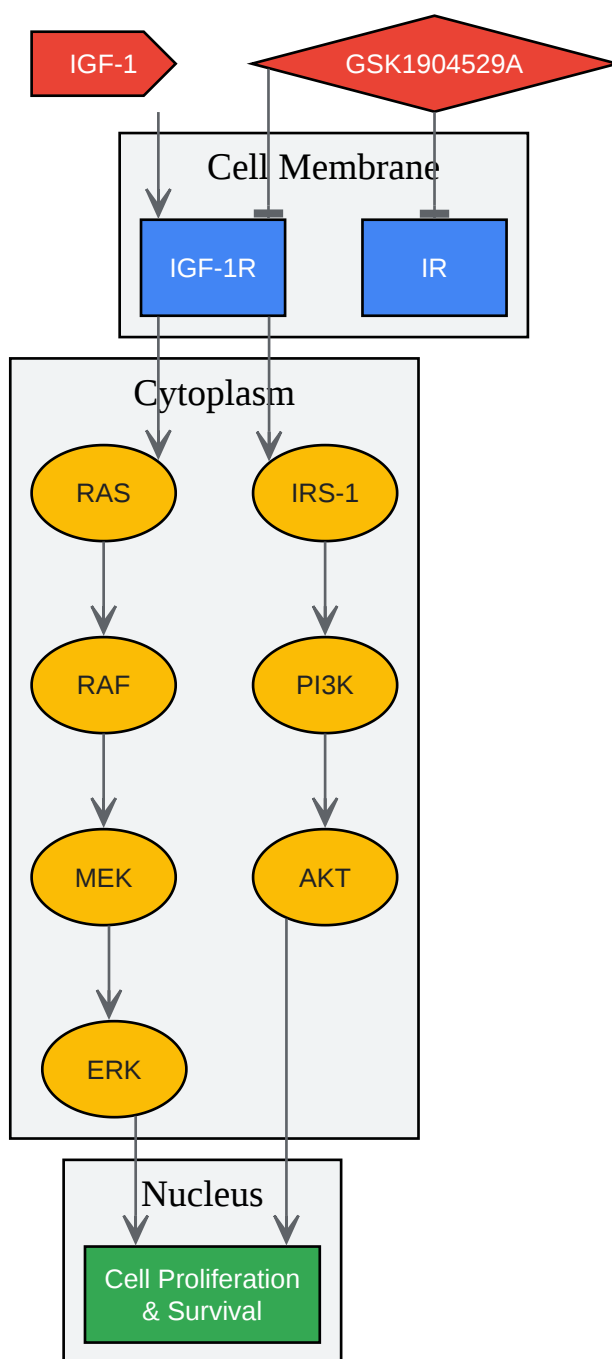 IGF-1
GSK1904529A
Cell Membrane
IGF-1R
IR
Cytoplasm
RAS
IRS-1
RAF
PI3K
MEK
AKT
ERK
Nucleus
Cell Proliferation
& Survival